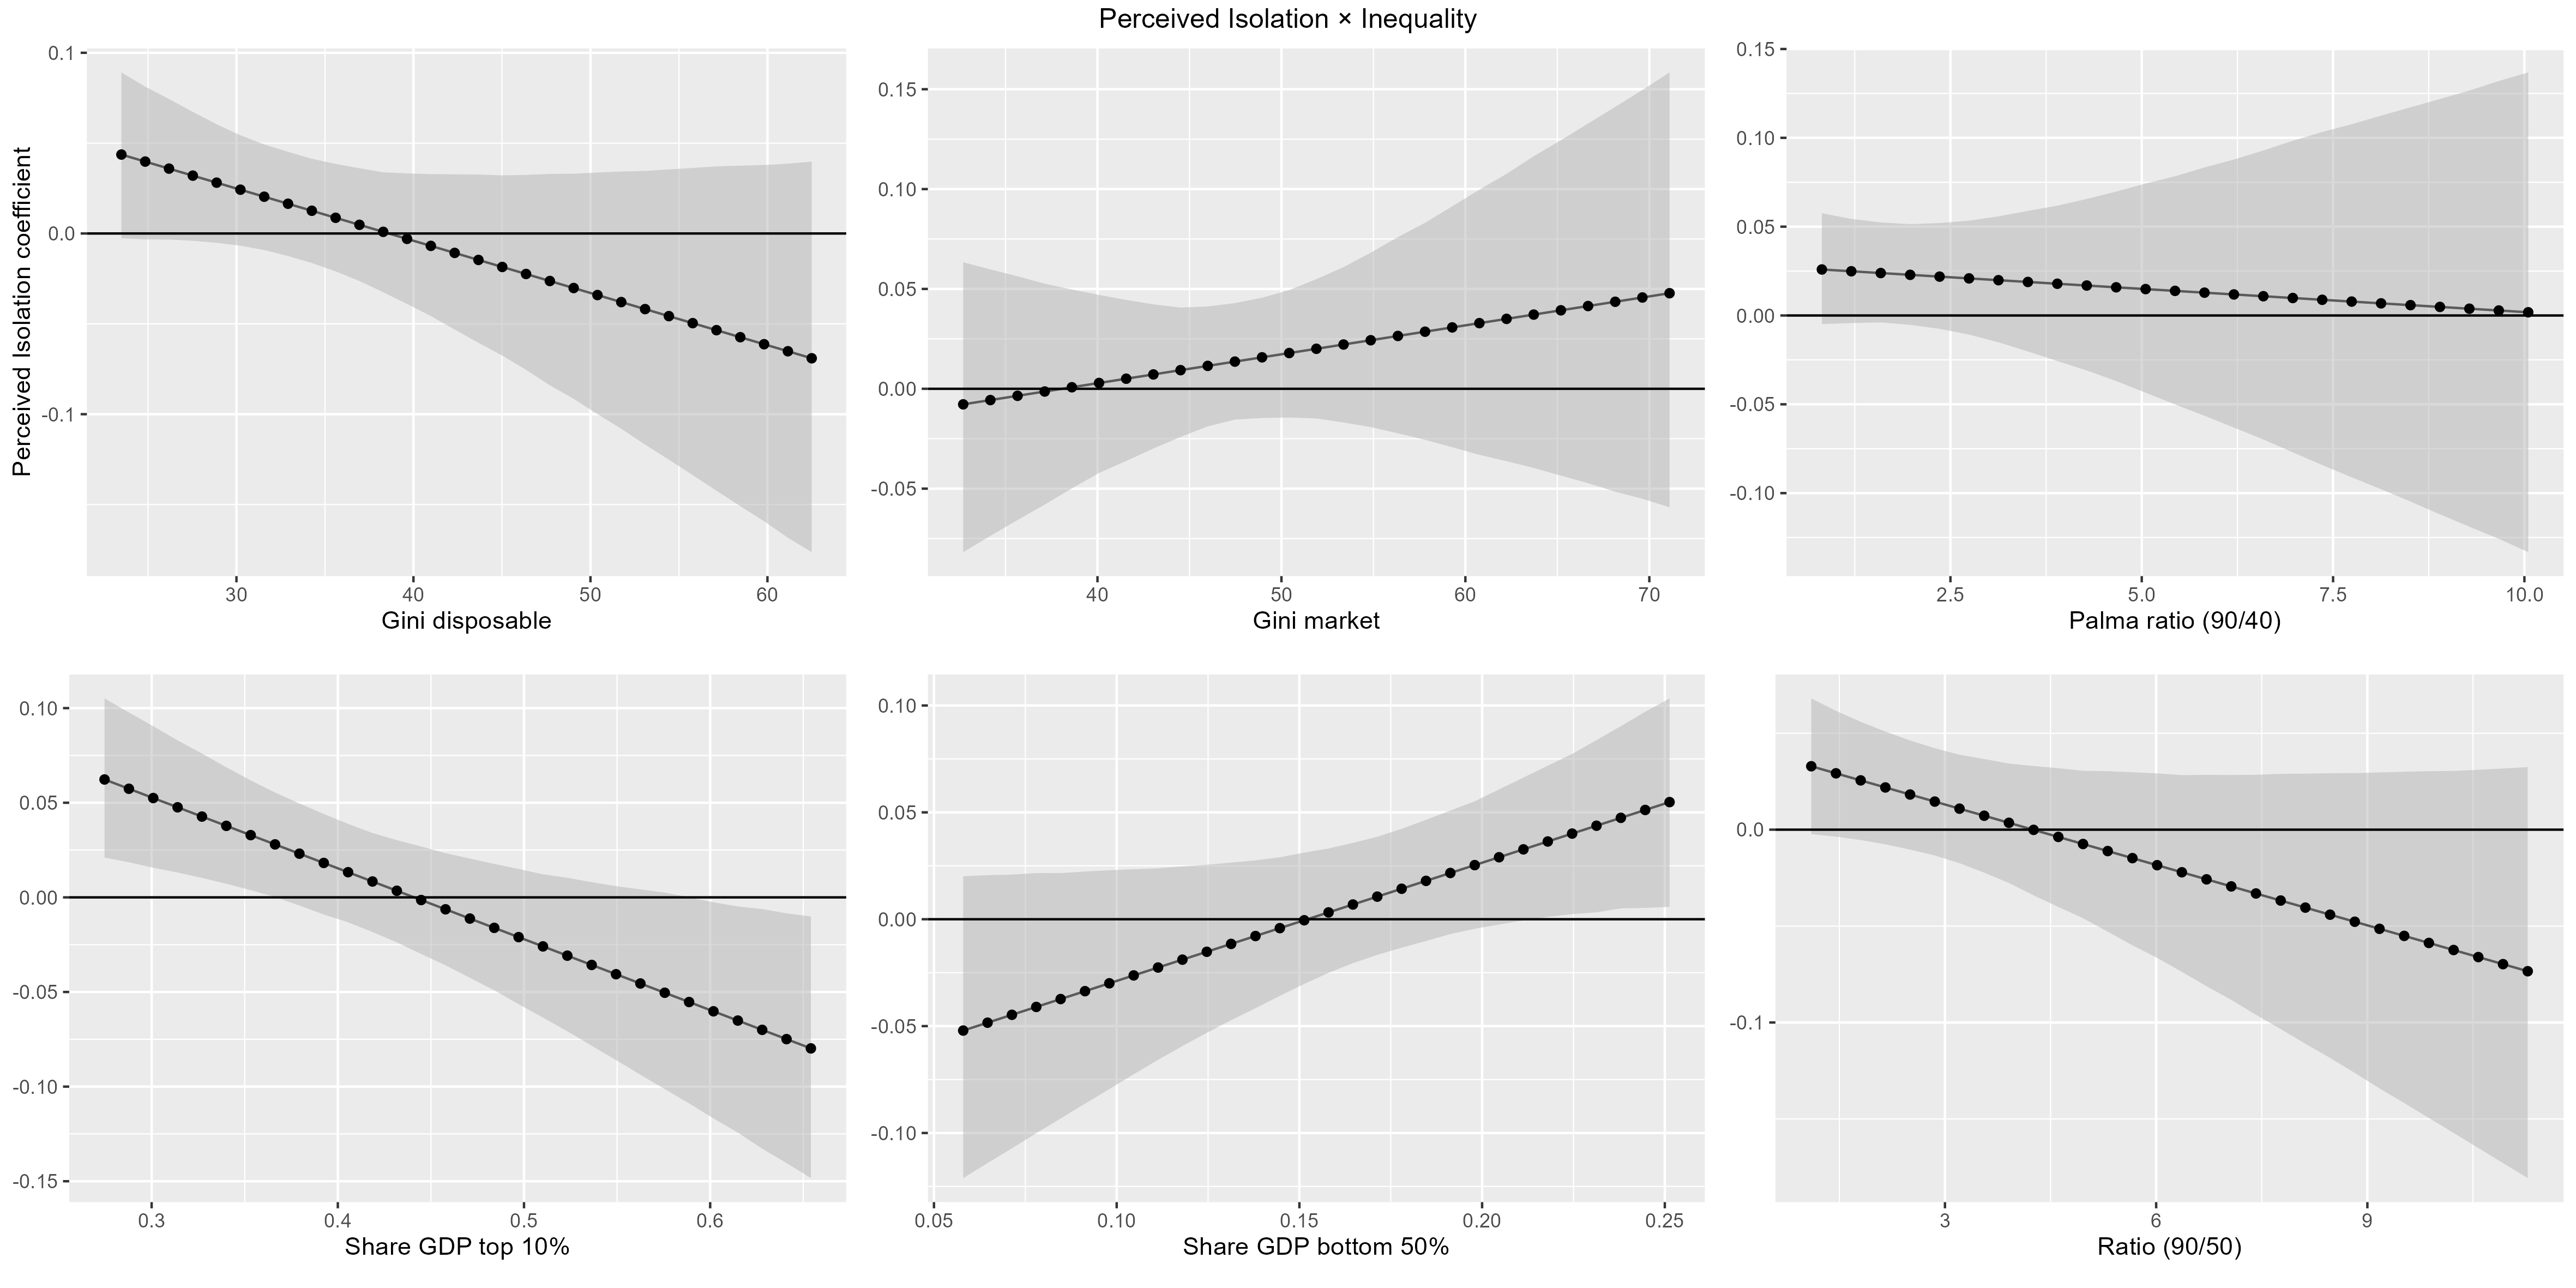 Perceived Isolation × Inequality
Perceived Isolation coefficient
0.1
0.0
-0.1
30 40 50 60
Gini disposable
0.15
0.10
0.05
0.00
-0.05
40 50 60 70
Gini market
0.15
0.10
0.05
0.00
-0.05
-0.10
2.5 5.0 7.5 10.0
Palma ratio (90/40)
0.10
0.05
0.00
-0.05
-0.10
-0.15
0.3 0.4 0.5 0.6
Share GDP top 10%
0.10
0.05
0.00
-0.05
-0.10
0.05 0.10 0.15 0.20 0.25
Share GDP bottom 50%
0.0
-0.1
3 6 9
Ratio (90/50)